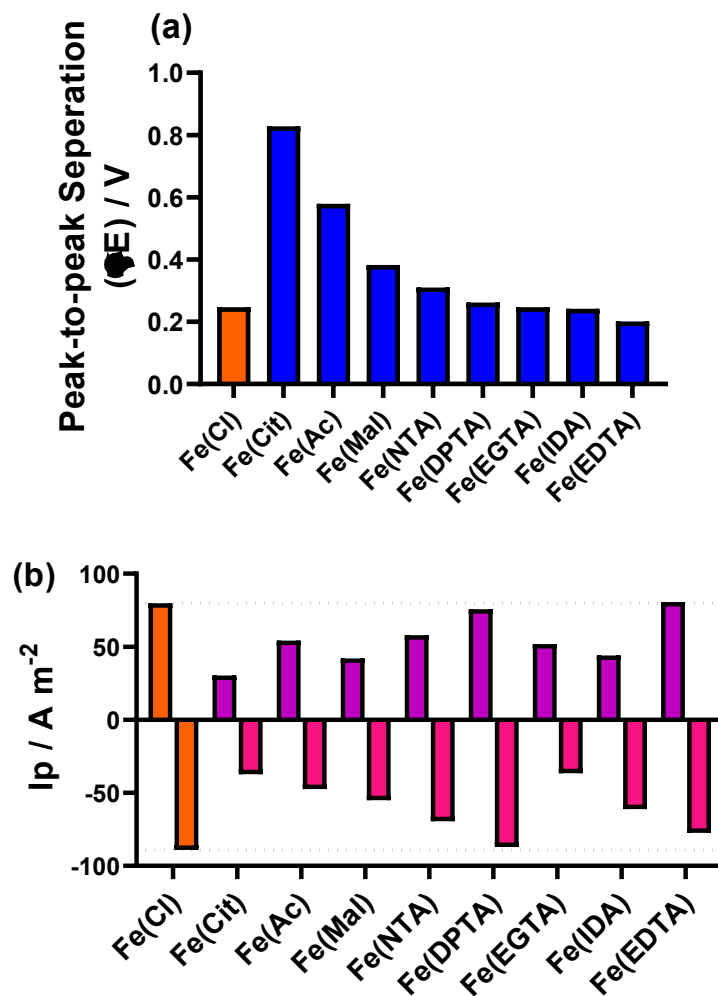 (a)
Peak-to-peak Seperation
E) / V
1.0
0.8
0.6
0.4
0.2
0.0
Fe(Cl)
Fe(Cit)
Fe(Ac)
Fe(Mal)
Fe(NTA)
Fe(DPTA)
Fe(EGTA)
Fe(IDA)
Fe(EDTA)
(b)
Ip / A m-2
100
50
0
-50
-100
Fe(Cl)
Fe(Cit)
Fe(Ac)
Fe(Mal)
Fe(NTA)
Fe(DPTA)
Fe(EGTA)
Fe(IDA)
Fe(EDTA)